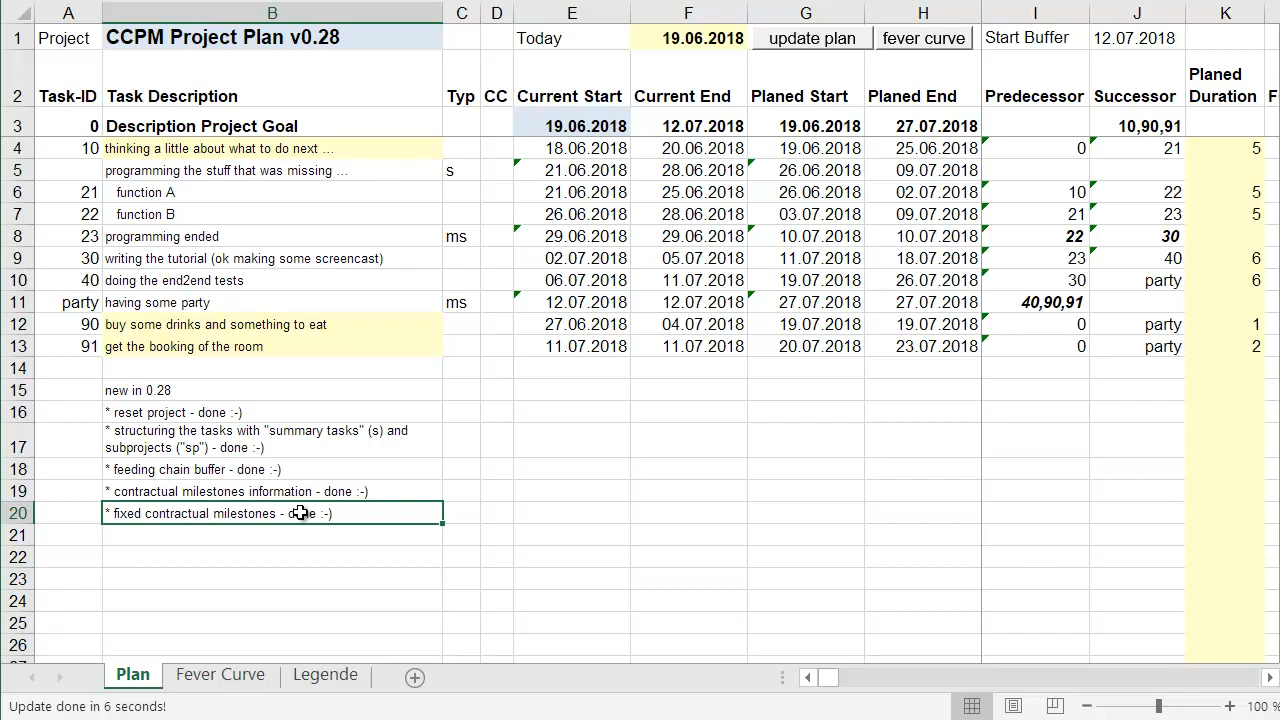 A B C D E F G H I J K
1 Project CCPM Project Plan v0.28 Today 19.06.2018 update plan fever curve Start Buffer 12.07.2018
2 Task-ID Task Description Typ CC Current Start Current End Planed Start Planed End Predecessor Successor Planed Duration F
3 0 Description Project Goal 19.06.2018 12.07.2018 19.06.2018 27.07.2018 10,90,91
4 10 thinking a little about what to do next ... 18.06.2018 20.06.2018 19.06.2018 25.06.2018 0 21 5
5 programming the stuff that was missing ... s 21.06.2018 28.06.2018 26.06.2018 09.07.2018
6 21 function A 21.06.2018 25.06.2018 26.06.2018 02.07.2018 10 22 5
7 22 function B 26.06.2018 28.06.2018 03.07.2018 09.07.2018 21 23 5
8 23 programming ended ms 29.06.2018 29.06.2018 10.07.2018 10.07.2018 22 30
9 30 writing the tutorial (ok making some screencast) 02.07.2018 05.07.2018 11.07.2018 18.07.2018 23 40 6
10 40 doing the end2end tests 06.07.2018 11.07.2018 19.07.2018 26.07.2018 30 party 6
11 party having some party ms 12.07.2018 12.07.2018 27.07.2018 27.07.2018 40,90,91
12 90 buy some drinks and something to eat 27.06.2018 04.07.2018 19.07.2018 19.07.2018 0 party 1
13 91 get the booking of the room 11.07.2018 11.07.2018 20.07.2018 23.07.2018 0 party 2
14
15 new in 0.28
16 * reset project - done :-)
17 * structuring the tasks with "summary tasks" (s) and
subprojects ("sp") - done :-)
18 * feeding chain buffer - done :-)
19 * contractual milestones information - done :-)
20 * fixed contractual milestones - done :-)
21
22
23
24
25
26
Plan Fever Curve Legende
Update done in 6 seconds! 100 %